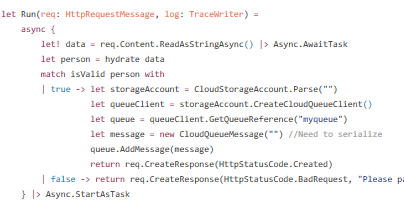 let Run(req: HttpRequestMessage, log: TraceWriter) =
async {
let! data = req.Content.ReadAsStringAsync() |> Async.AwaitTask
let person = hydrate data
match isValid person with
| true -> let storageAccount = CloudStorageAccount.Parse("")
let queueClient = storageAccount.CreateCloudQueueClient()
let queue = queueClient.GetQueueReference("myqueue")
let message = new CloudQueueMessage("") //Need to serialize
queue.AddMessage(message)
return req.CreateResponse(HttpStatusCode.Created)
| false -> return req.CreateResponse(HttpStatusCode.BadRequest, "Please
} |> Async.StartAsTask